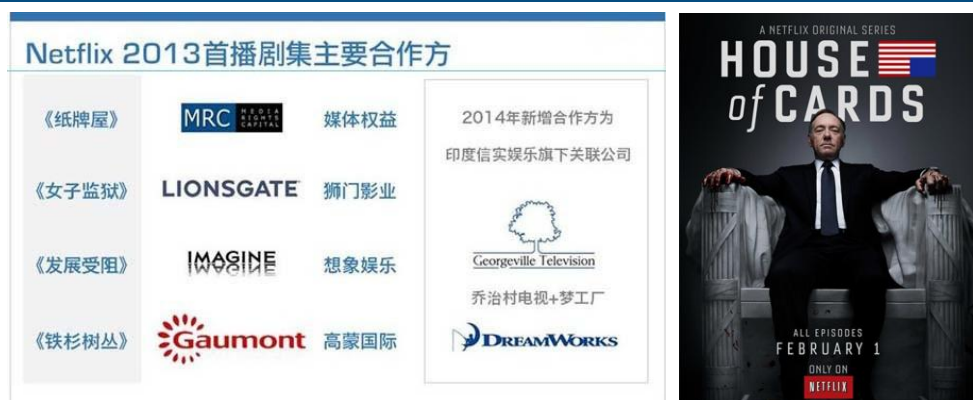 Netflix 2013首播剧集主要合作方
《纸牌屋》
MRC MEDIA RIGHTS CAPITAL
媒体权益
《女子监狱》
LIONSGATE
狮门影业
《发展受阻》
IMAGINE
想象娱乐
《铁杉树丛》
Gaumont
高蒙国际
2014年新增合作方为
印度信实娱乐旗下关联公司
Georgeville Television
乔治村电视+梦工厂
DREAMWORKS
A NETFLIX ORIGINAL SERIES
HOUSE
of CARDS
ALL EPISODES
FEBRUARY 1
ONLY ON
NETFLIX